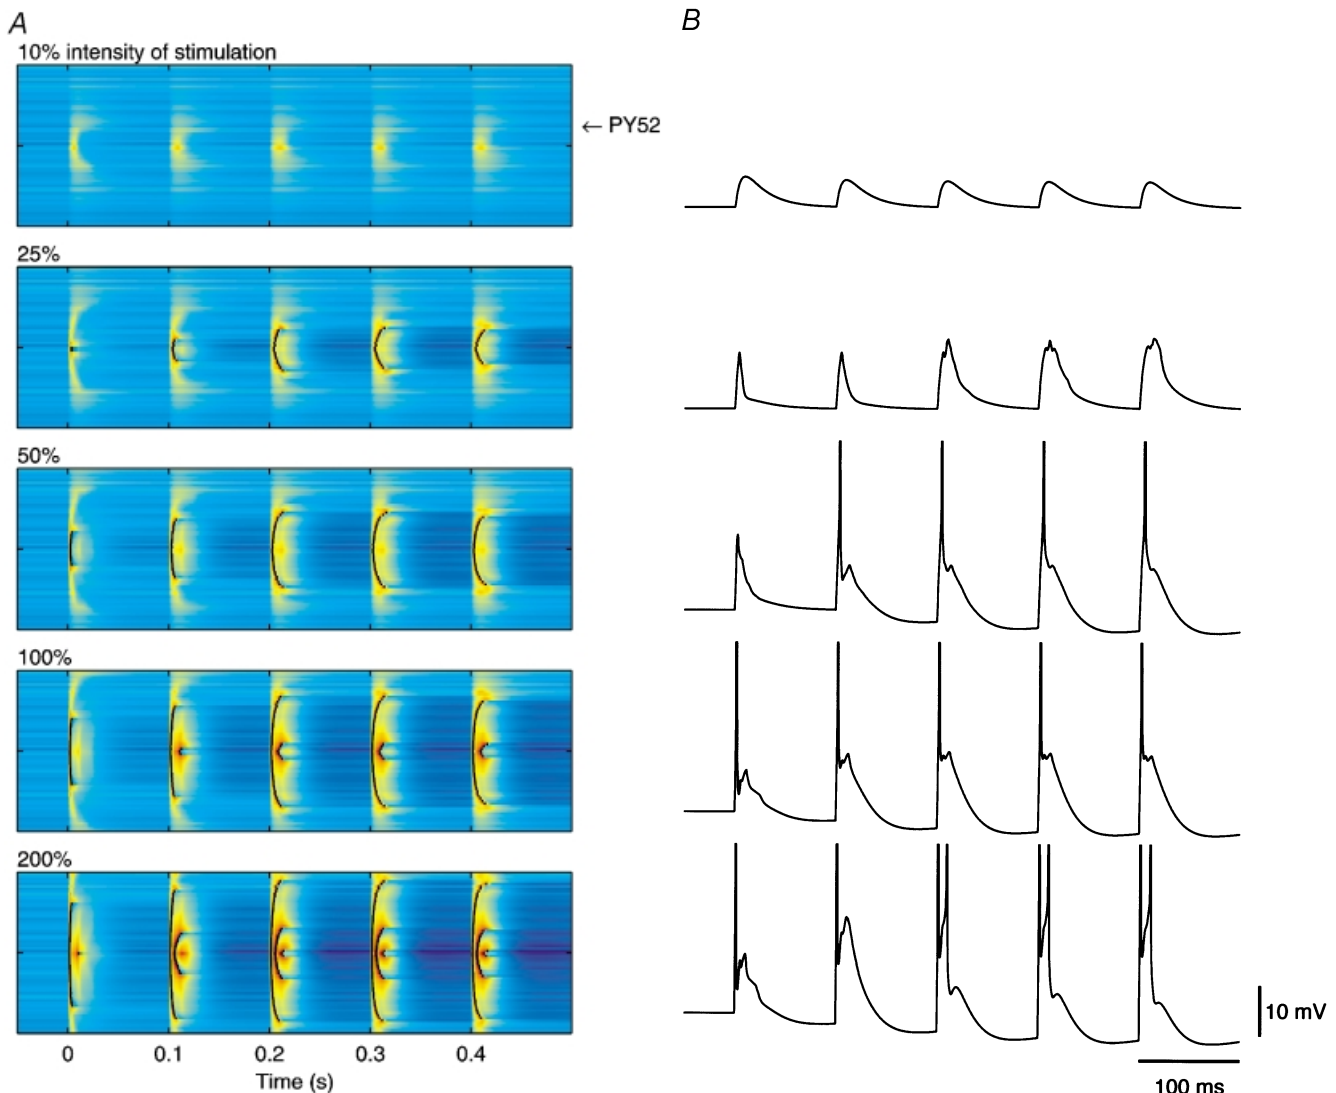 A
B
10% intensity of stimulation
← PY52
25%
50%
100%
200%
10 mV
0 0.1 0.2 0.3 0.4
Time (s)
100 ms